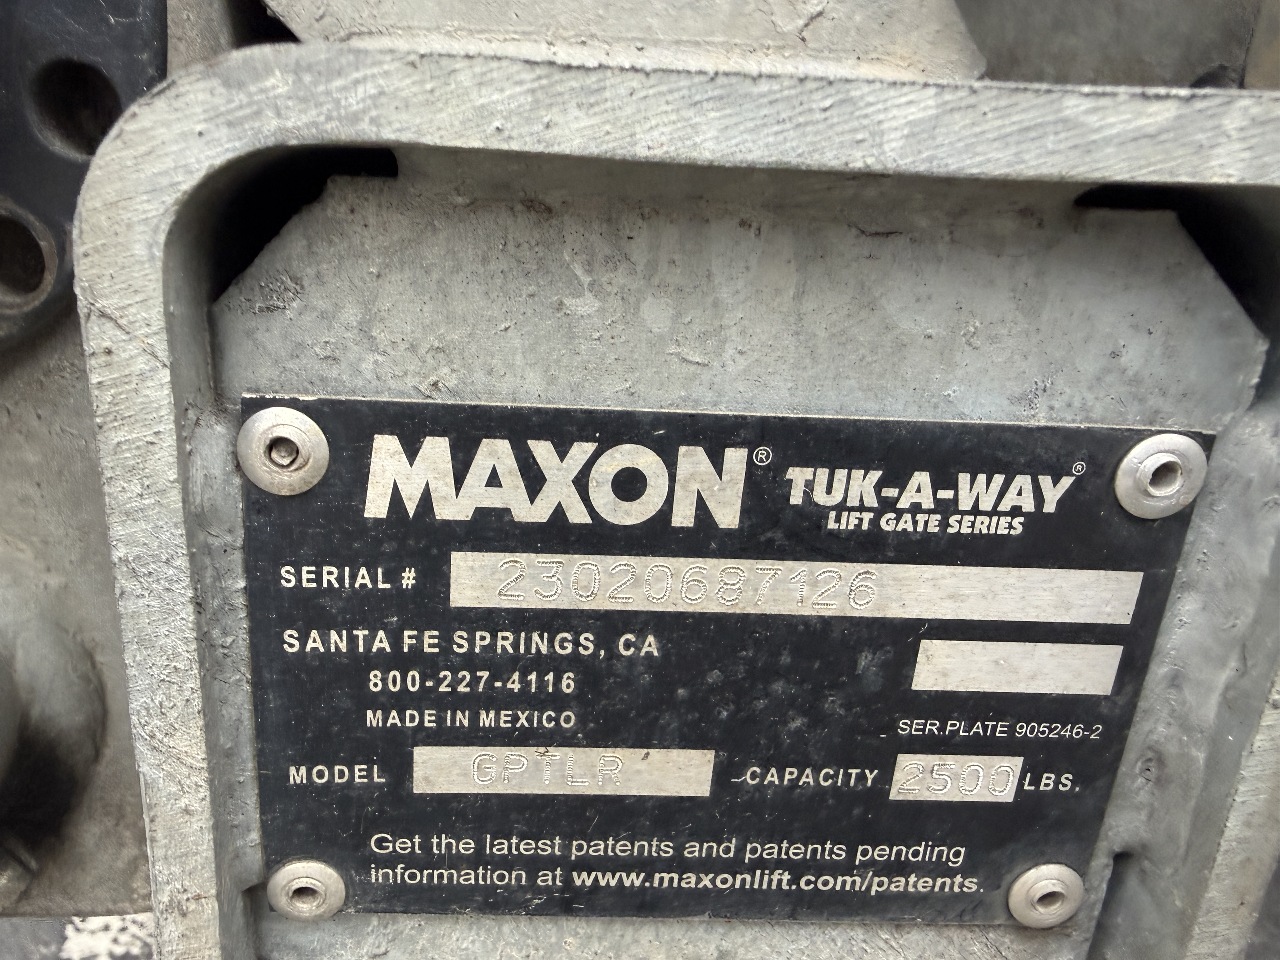 MAXON® TUK-A-WAY®
LIFT GATE SERIES
SERIAL # 23020687126
SANTA FE SPRINGS, CA
800-227-4116
MADE IN MEXICO
SER.PLATE 905246-2
MODEL GPTLR CAPACITY 2500 LBS.
Get the latest patents and patents pending
information at www.maxonlift.com/patents.